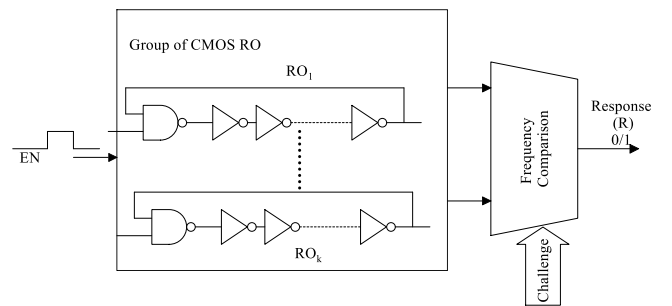 Group of CMOS RO
RO₁
EN
ROₖ
Frequency
Comparison
Response
(R)
0/1
Challenge